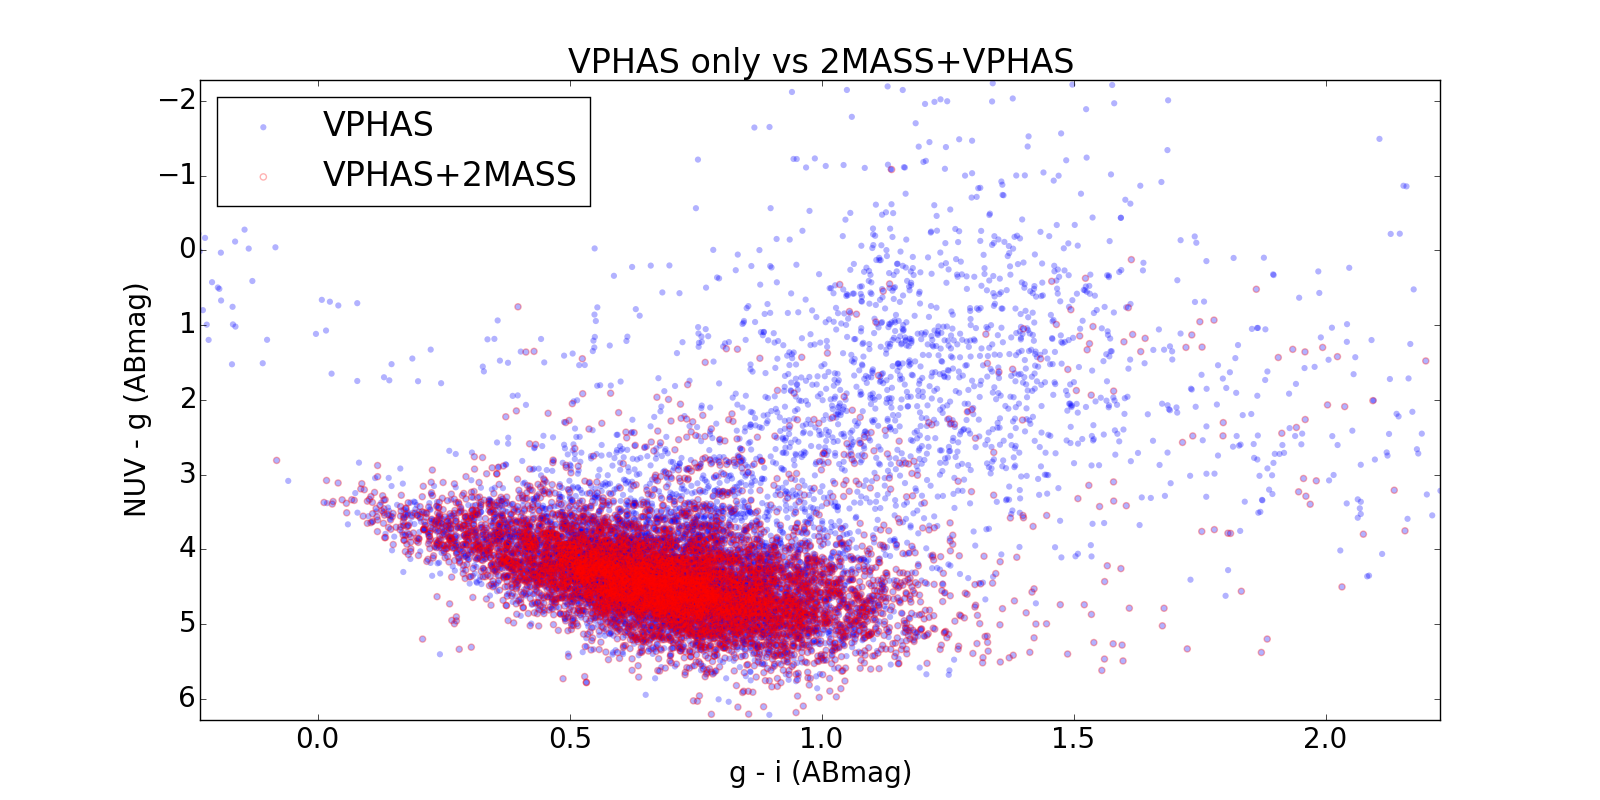 VPHAS only vs 2MASS+VPHAS
VPHAS
VPHAS+2MASS
−2
−1
0
1
2
3
4
5
6
NUV - g (ABmag)
0.0 0.5 1.0 1.5 2.0
g - i (ABmag)